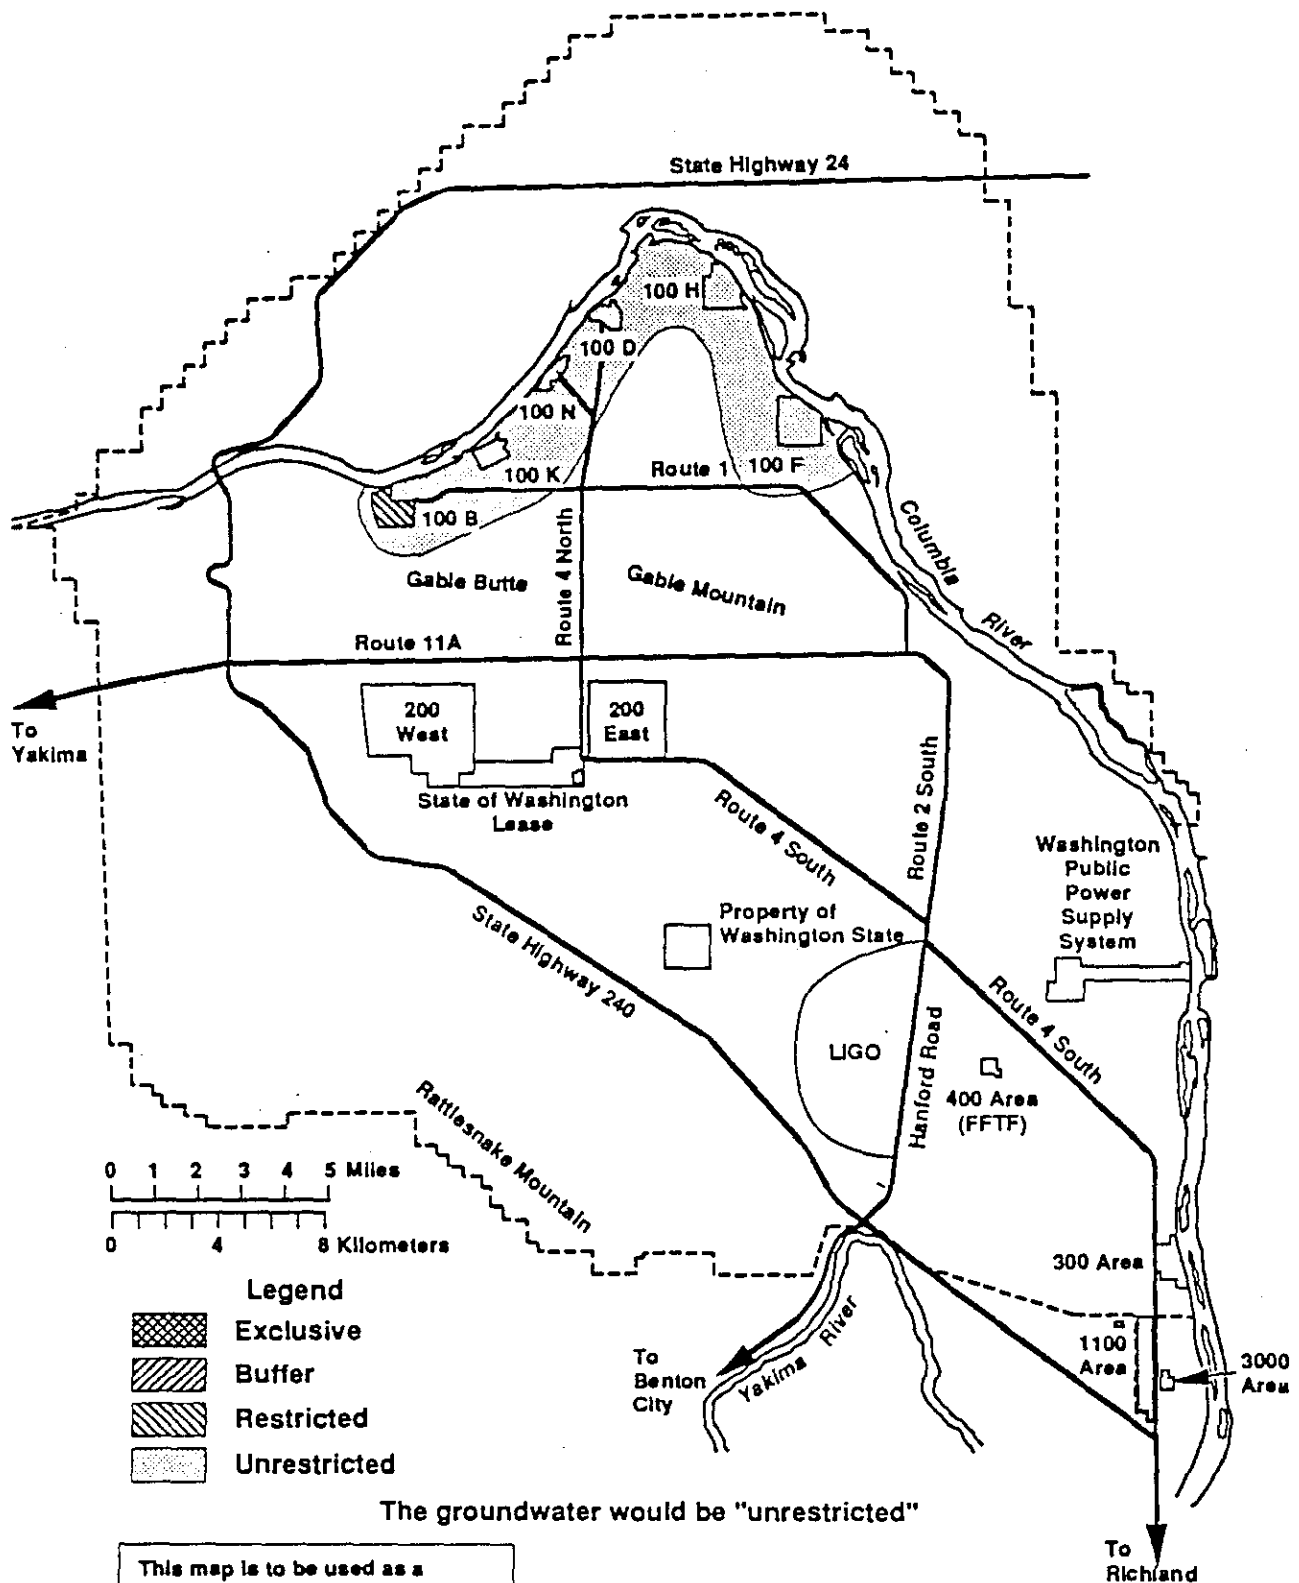 State Highway 24
100 H
100 D
100 N
100 K
Route 1
100 F
100 B
Columbia
River
Route 4 North
Gable Butte
Gable Mountain
Route 11A
To
Yakima
200
West
200
East
State of Washington
Lease
Route 4 South
Route 2 South
Washington
Public
Power
Supply
System
Property of
Washington State
State Highway 240
Route 4 South
LIGO
Hanford Road
400 Area
(FFTF)
Rattlesnake Mountain
0 1 2 3 4 5 Miles
0 4 8 Kilometers
300 Area
1100
Area
3000
Area
To
Benton
City
Yakima River
Legend
Exclusive
Buffer
Restricted
Unrestricted
The groundwater would be "unrestricted"
To
Richland
This map is to be used as a